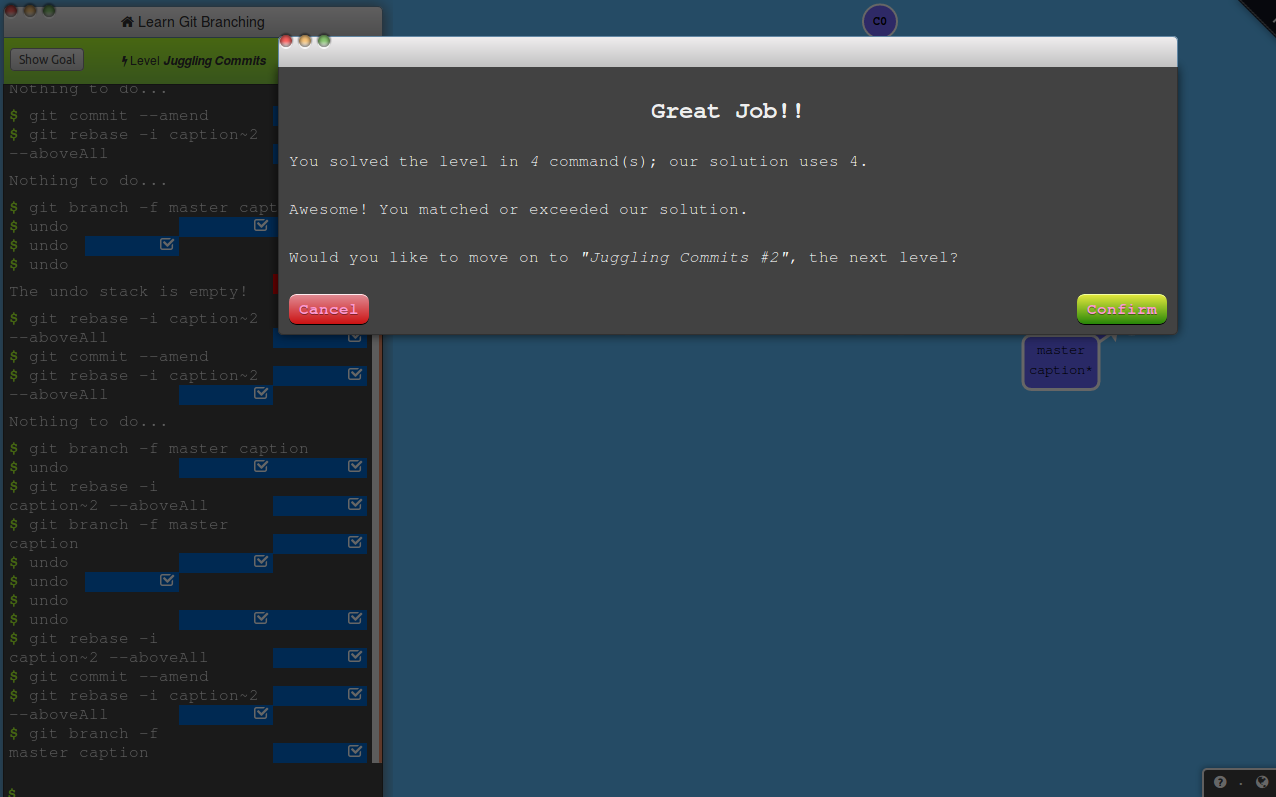 Learn Git Branching
Show Goal
Level Juggling Commits
Nothing to do...
$ git commit --amend
$ git rebase -i caption~2
--aboveAll
Nothing to do...
$ git branch -f master capt
$ undo
$ undo
$ undo
The undo stack is empty!
$ git rebase -i caption~2
--aboveAll
$ git commit --amend
$ git rebase -i caption~2
--aboveAll
Nothing to do...
$ git branch -f master caption
$ undo
$ git rebase -i
caption~2 --aboveAll
$ git branch -f master
caption
$ undo
$ undo
$ undo
$ undo
$ git rebase -i
caption~2 --aboveAll
$ git commit --amend
$ git rebase -i caption~2
--aboveAll
$ git branch -f
master caption
$
C0
Great Job!!
You solved the level in 4 command(s); our solution uses 4.
Awesome! You matched or exceeded our solution.
Would you like to move on to "Juggling Commits #2", the next level?
Cancel
Confirm
master
caption*